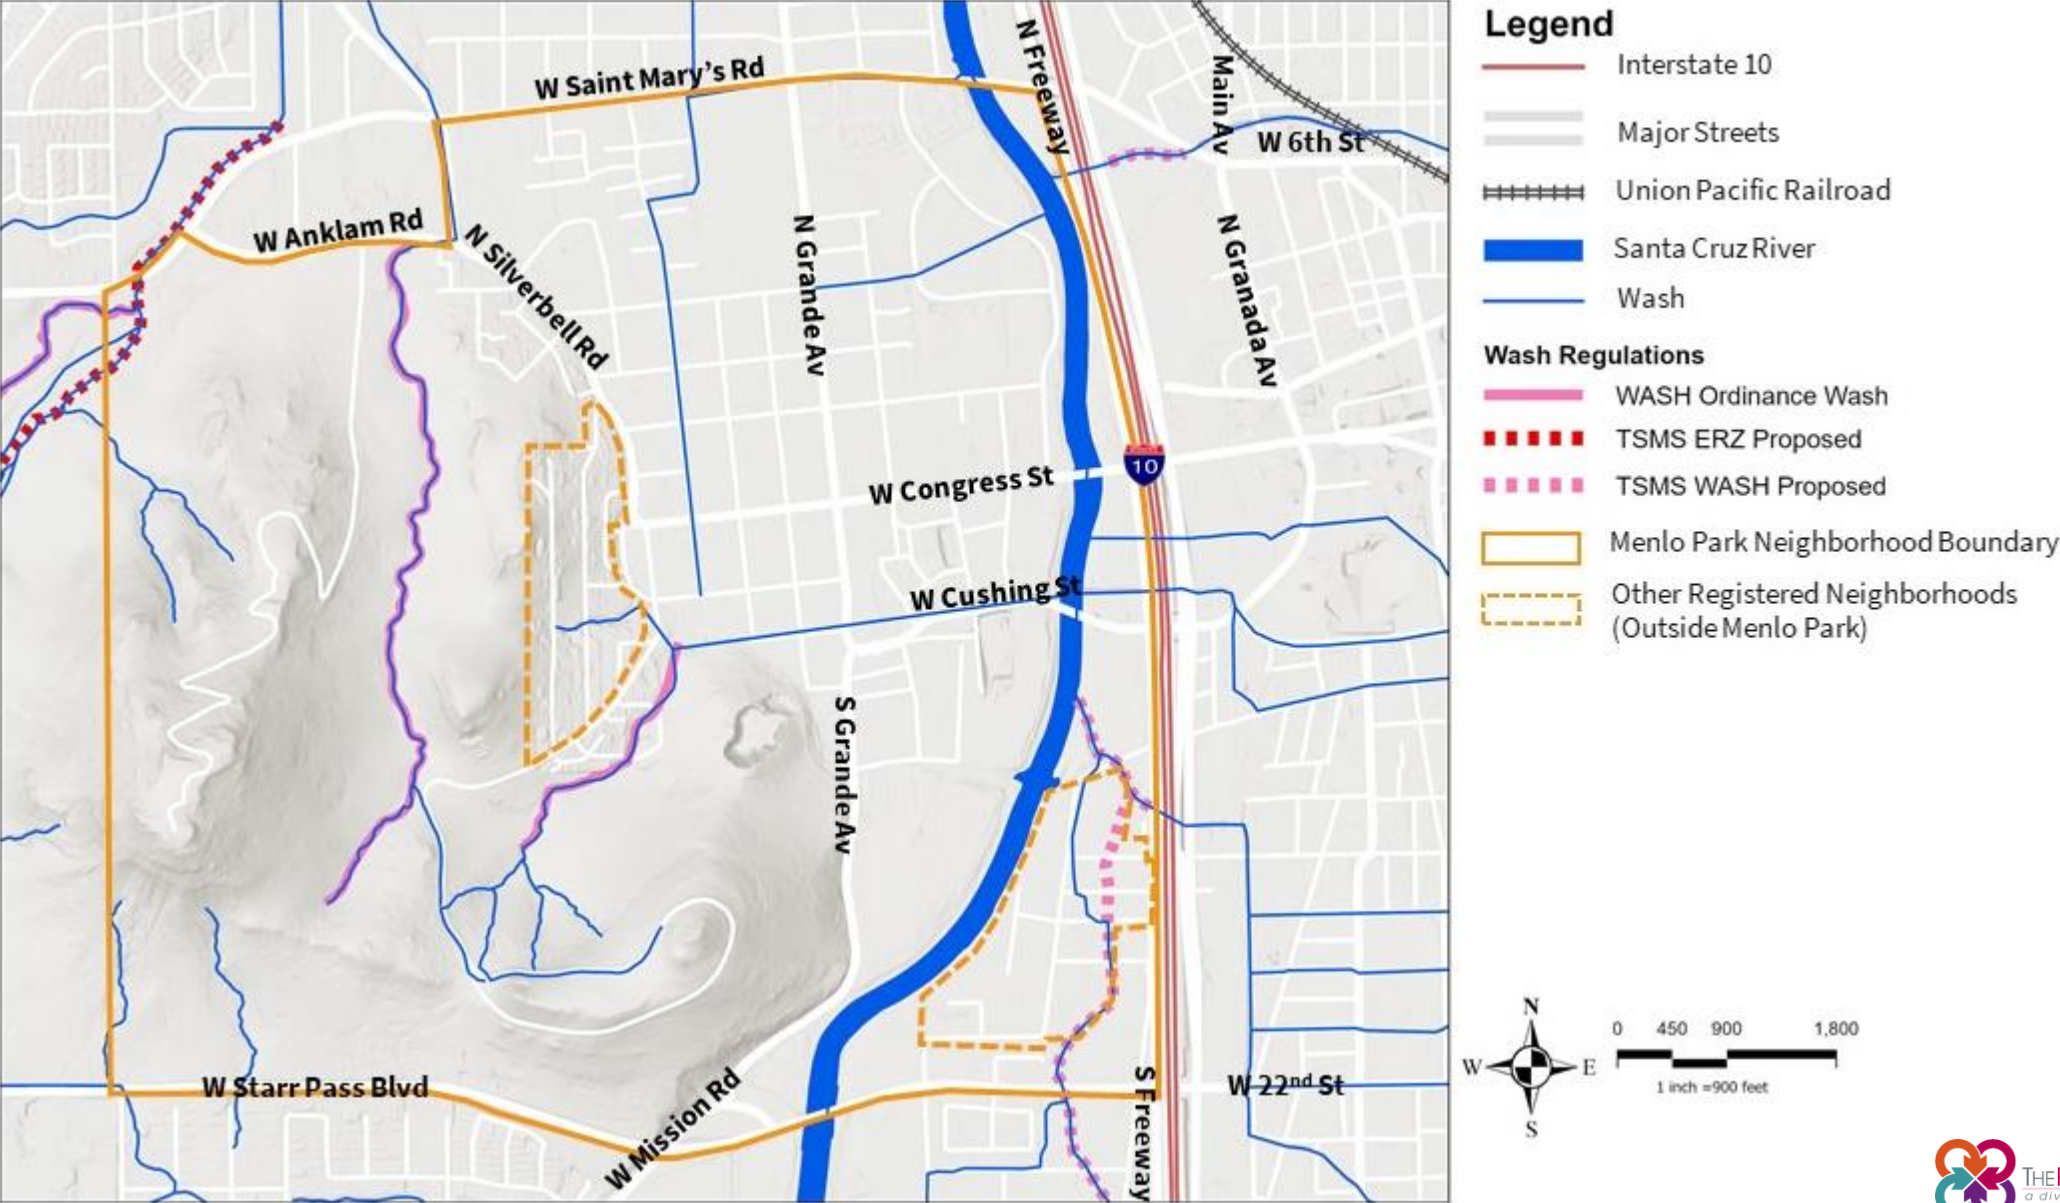 W Saint Mary's Rd
N Freeway
Main Av
W 6th St
W Anklam Rd
N Silverbell Rd
N Grande Av
N Granada Av
10
W Congress St
W Cushing St
S Grande Av
W Starr Pass Blvd
W Mission Rd
S Freeway
W 22nd St
Legend
Interstate 10
Major Streets
Union Pacific Railroad
Santa Cruz River
Wash
Wash Regulations
WASH Ordinance Wash
TSMS ERZ Proposed
TSMS WASH Proposed
Menlo Park Neighborhood Boundary
Other Registered Neighborhoods
(Outside Menlo Park)
N
W E
S
0 450 900 1,800
1 inch =900 feet
THE
a div